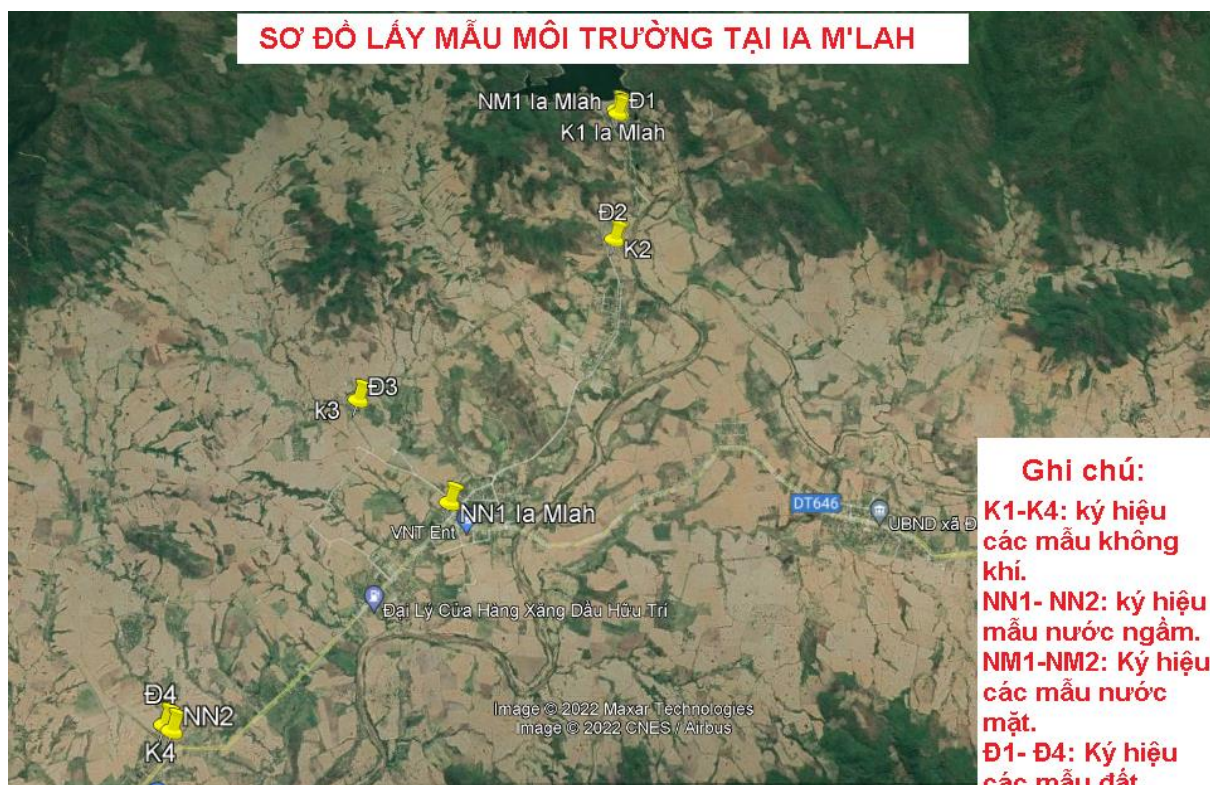 SƠ ĐỒ LẤY MẪU MÔI TRƯỜNG TẠI IA M'LAH
NM1 Ia Mlah
Đ1
K1 Ia Mlah
Đ2
K2
Đ3
k3
NN1 Ia Mlah
VNT Ent
DT646
UBND xã Đ
Đại Lý Cửa Hàng Xăng Dầu Hữu Trí
Đ4
NN2
K4
Image © 2022 Maxar Technologies
Image © 2022 CNES / Airbus
Ghi chú:
K1-K4: ký hiệu
các mẫu không
khí.
NN1- NN2: ký hiệu
mẫu nước ngầm.
NM1-NM2: Ký hiệu
các mẫu nước
mặt.
Đ1- Đ4: Ký hiệu
các mẫu đất